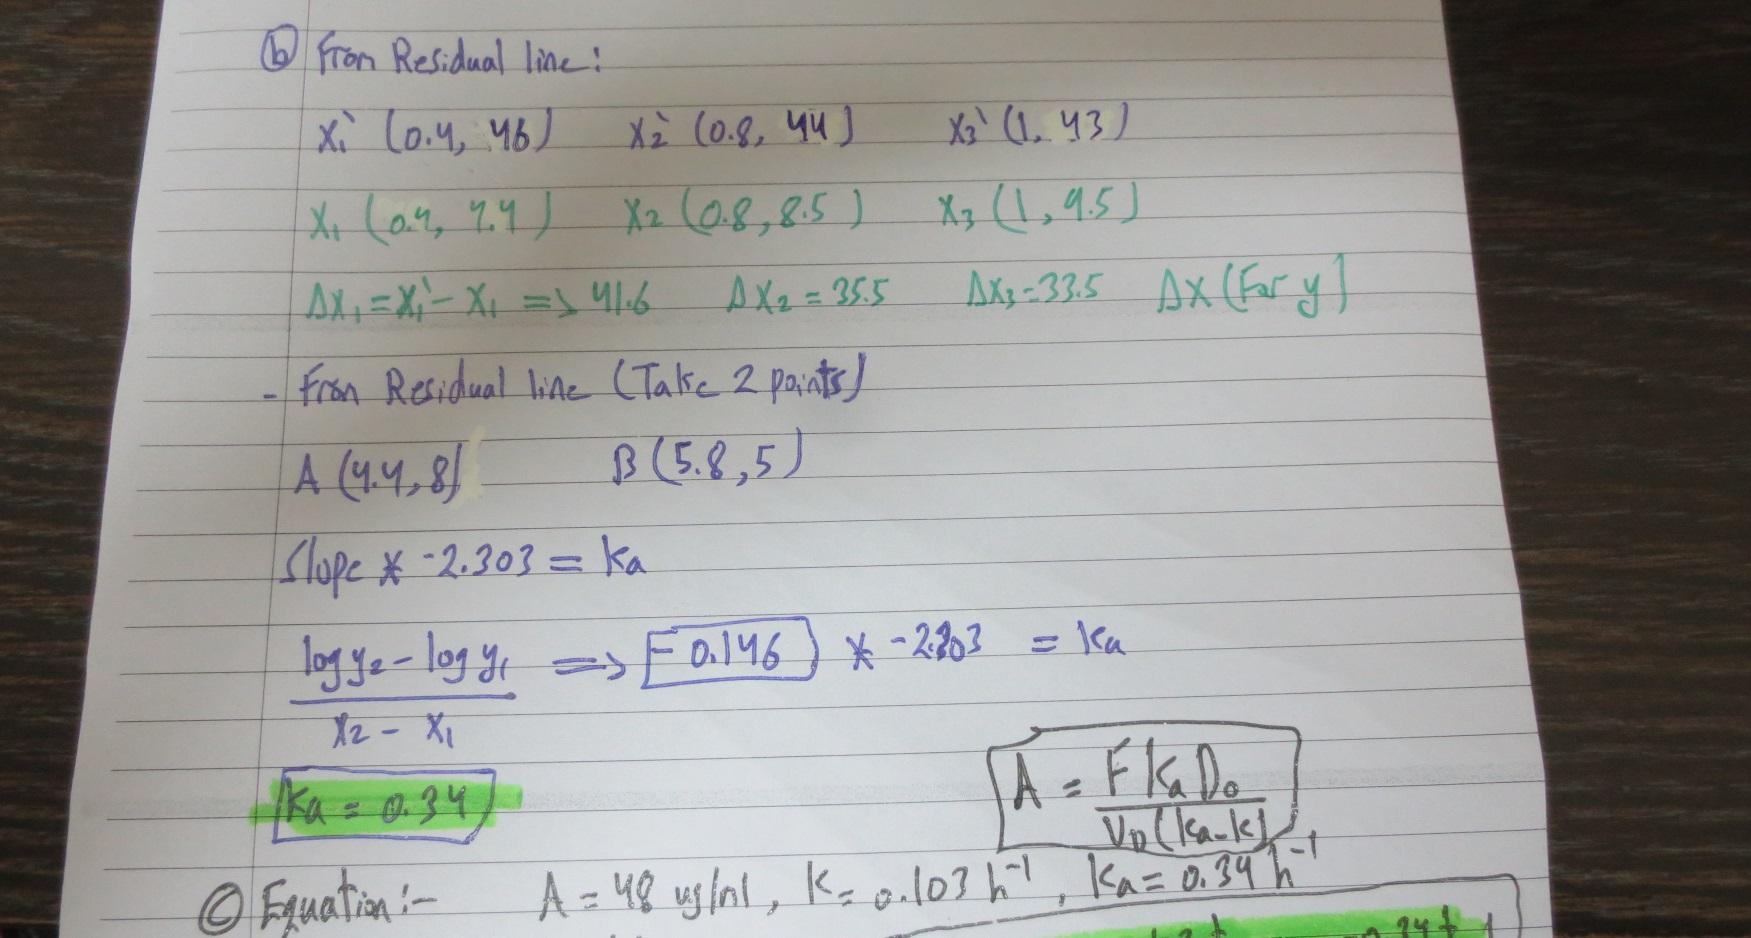 ⓑ From Residual line:
X₁` (0.4, 46) X₂` (0.8, 44) X₃` (1, 43)
X₁ (0.4, 4.4) X₂ (0.8, 8.5) X₃ (1, 9.5)
ΔX₁ = X₁` - X₁ => 41.6 ΔX₂ = 35.5 ΔX₃ = 33.5 ΔX (For y)
- From Residual line (Take 2 points)
A (4.4, 8) B (5.8, 5)
Slope * -2.303 = Ka
log y₂ - log y₁ / X₂ - X₁ => -0.146 * -2.303 = Ka
Ka = 0.34
A = F Ka D₀ / V_D (Ka-K)
ⓒ Equation:- A = 48 ug/ml, K = 0.103 h⁻¹, Ka = 0.34 h⁻¹